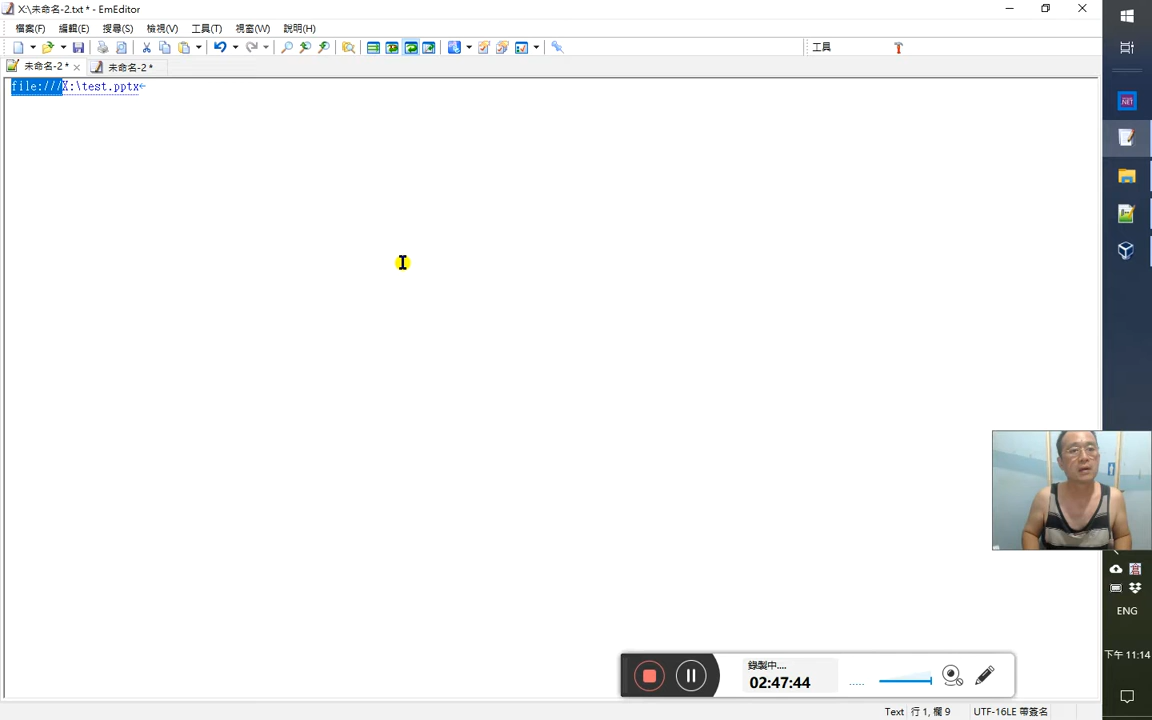 X:\未命名-2.txt * - EmEditor
檔案(F) 編輯(E) 搜尋(S) 檢視(V) 工具(T) 視窗(W) 說明(H)
工具
未命名-2 * 未命名-2 *
file:///X:\test.pptx
.NET
倉
ENG
下午 11:14
錄製中....
02:47:44
Text 行 1, 欄 9 UTF-16LE 帶簽名